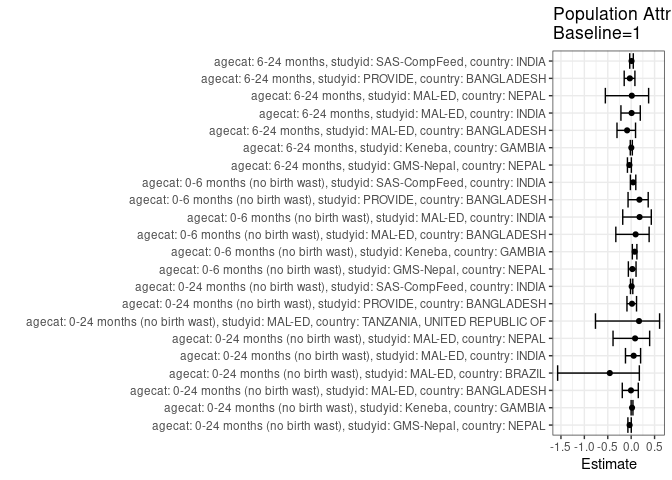 Population Attr
Baseline=1
agecat: 6-24 months, studyid: SAS-CompFeed, country: INDIA
agecat: 6-24 months, studyid: PROVIDE, country: BANGLADESH
agecat: 6-24 months, studyid: MAL-ED, country: NEPAL
agecat: 6-24 months, studyid: MAL-ED, country: INDIA
agecat: 6-24 months, studyid: MAL-ED, country: BANGLADESH
agecat: 6-24 months, studyid: Keneba, country: GAMBIA
agecat: 6-24 months, studyid: GMS-Nepal, country: NEPAL
agecat: 0-6 months (no birth wast), studyid: SAS-CompFeed, country: INDIA
agecat: 0-6 months (no birth wast), studyid: PROVIDE, country: BANGLADESH
agecat: 0-6 months (no birth wast), studyid: MAL-ED, country: INDIA
agecat: 0-6 months (no birth wast), studyid: MAL-ED, country: BANGLADESH
agecat: 0-6 months (no birth wast), studyid: Keneba, country: GAMBIA
agecat: 0-6 months (no birth wast), studyid: GMS-Nepal, country: NEPAL
agecat: 0-24 months (no birth wast), studyid: SAS-CompFeed, country: INDIA
agecat: 0-24 months (no birth wast), studyid: PROVIDE, country: BANGLADESH
agecat: 0-24 months (no birth wast), studyid: MAL-ED, country: TANZANIA, UNITED REPUBLIC OF
agecat: 0-24 months (no birth wast), studyid: MAL-ED, country: NEPAL
agecat: 0-24 months (no birth wast), studyid: MAL-ED, country: INDIA
agecat: 0-24 months (no birth wast), studyid: MAL-ED, country: BRAZIL
agecat: 0-24 months (no birth wast), studyid: MAL-ED, country: BANGLADESH
agecat: 0-24 months (no birth wast), studyid: Keneba, country: GAMBIA
agecat: 0-24 months (no birth wast), studyid: GMS-Nepal, country: NEPAL
-1.5 -1.0 -0.5 0.0 0.5
Estimate